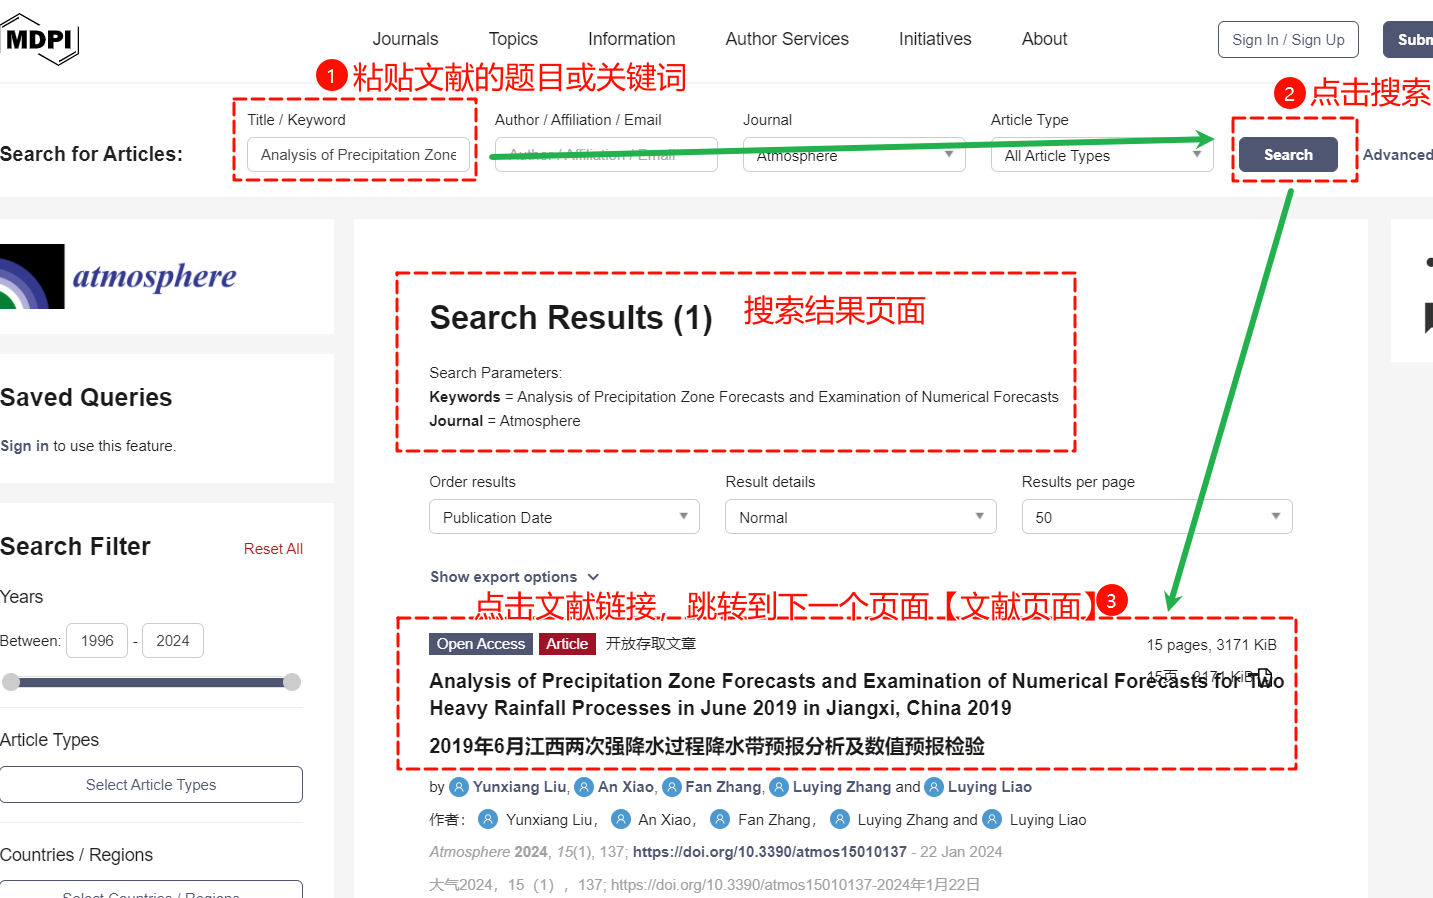 MDPI
Journals Topics Information Author Services Initiatives About
Sign In / Sign Up
1 粘贴文献的题目或关键词
2 点击搜索
Title / Keyword Author / Affiliation / Email Journal Article Type
Search for Articles:
Analysis of Precipitation Zone Author / Affiliation / Email Atmosphere All Article Types Search Advanced
atmosphere
Search Results (1) 搜索结果页面
Search Parameters:
Keywords = Analysis of Precipitation Zone Forecasts and Examination of Numerical Forecasts
Journal = Atmosphere
Saved Queries
Sign in to use this feature.
Order results Result details Results per page
Publication Date Normal 50
Search Filter Reset All
Show export options
Years
点击文献链接，跳转到下一个页面【文献页面】 3
Between: 1996 - 2024
Open Access Article 开放存取文章 15 pages, 3171 KiB
15页，3171 KiB
Analysis of Precipitation Zone Forecasts and Examination of Numerical Forecasts for Two
Heavy Rainfall Processes in June 2019 in Jiangxi, China 2019
2019年6月江西两次强降水过程降水带预报分析及数值预报检验
Article Types
Select Article Types
by Yunxiang Liu, An Xiao, Fan Zhang, Luying Zhang and Luying Liao
作者： Yunxiang Liu， An Xiao， Fan Zhang， Luying Zhang and Luying Liao
Countries / Regions
Atmosphere 2024, 15(1), 137; https://doi.org/10.3390/atmos15010137 - 22 Jan 2024
大气2024，15（1），137; https://doi.org/10.3390/atmos15010137-2024年1月22日
Select Countries / Regions